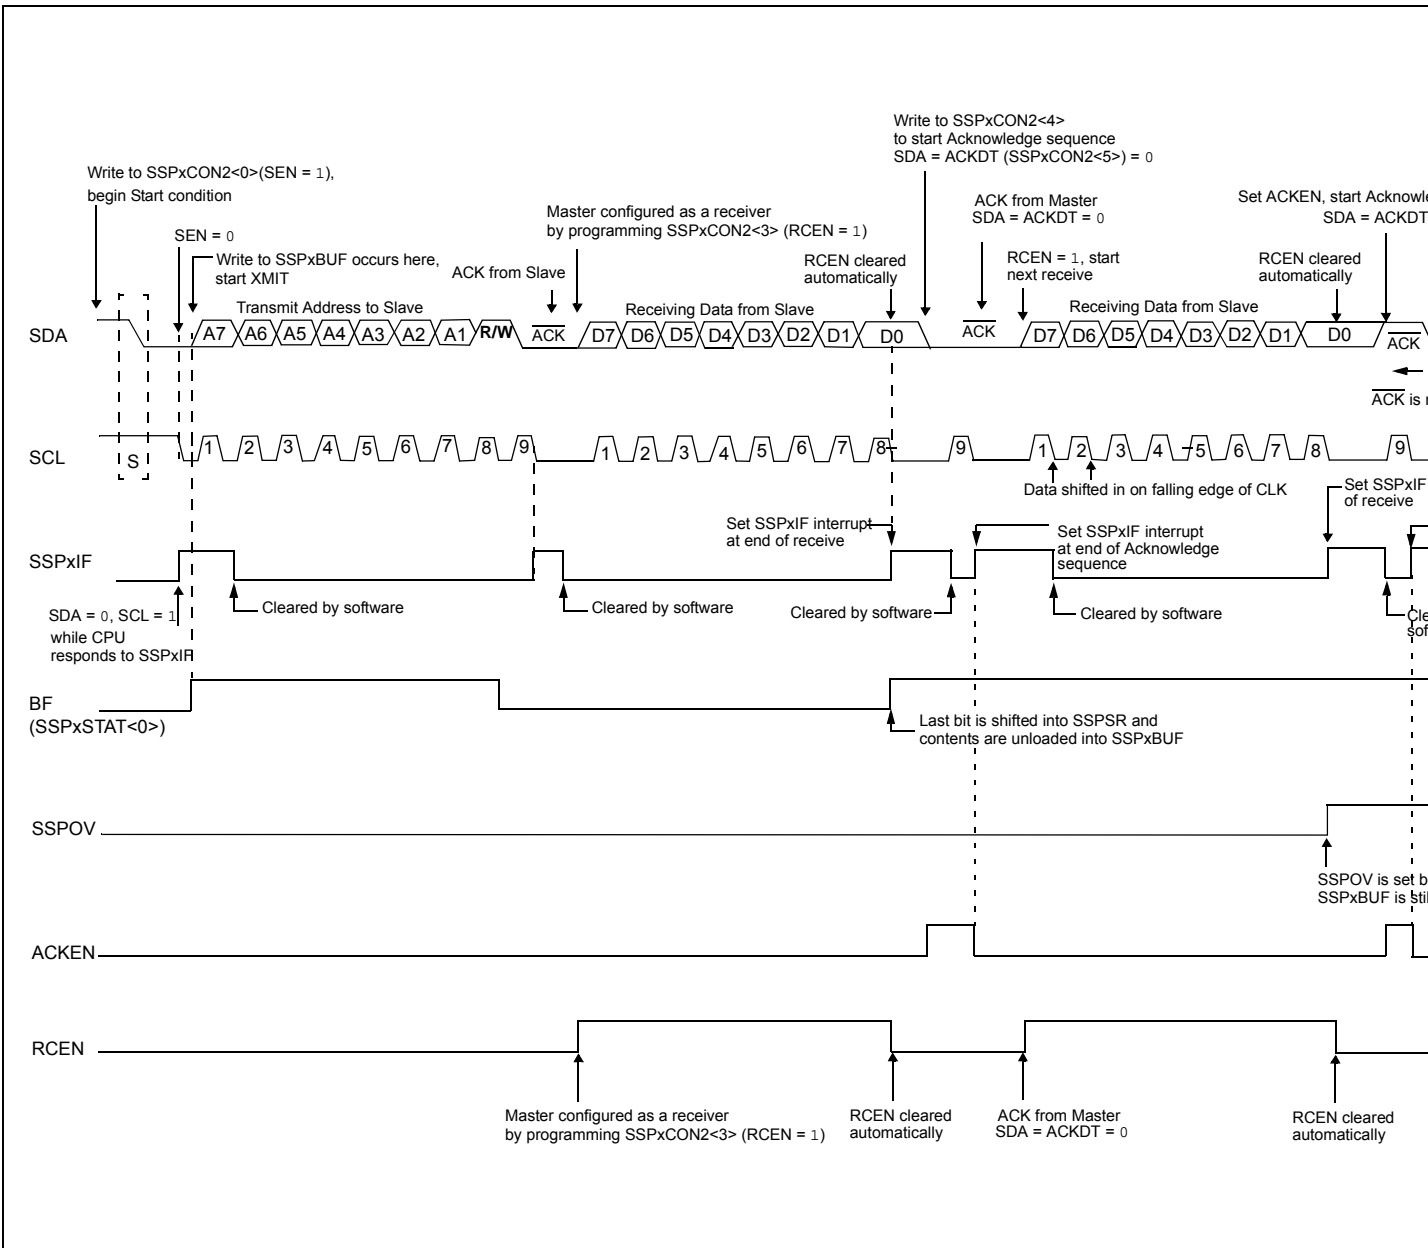 Write to SSPxCON2<4>
to start Acknowledge sequence
SDA = ACKDT (SSPxCON2<5>) = 0
Write to SSPxCON2<0>(SEN = 1),
begin Start condition
ACK from Master
SDA = ACKDT = 0
Set ACKEN, start
SDA = ACKDT
Master configured as a receiver
by programming SSPxCON2<3> (RCEN = 1)
SEN = 0
Write to SSPxBUF occurs here,
start XMIT
ACK from Slave
RCEN cleared
automatically
RCEN = 1, start
next receive
RCEN cleared
automatically
Transmit Address to Slave
Receiving Data from Slave
Receiving Data from Slave
SDA A7 A6 A5 A4 A3 A2 A1 R/W ACK D7 D6 D5 D4 D3 D2 D1 D0 ACK D7 D6 D5 D4 D3 D2 D1 D0 ACK
ACK is
SCL S 1 2 3 4 5 6 7 8 9 1 2 3 4 5 6 7 8 9 1 2 3 4 5 6 7 8 9
Data shifted in on falling edge of CLK
Set SSPxIF
of receive
Set SSPxIF interrupt
at end of receive
Set SSPxIF interrupt
at end of Acknowledge
sequence
SSPxIF
SDA = 0, SCL = 1
while CPU
responds to SSPxIF
Cleared by software
Cleared by software
Cleared by software
Cleared by software
BF
(SSPxSTAT<0>)
Last bit is shifted into SSPSR and
contents are unloaded into SSPxBUF
SSPOV
SSPOV is set
SSPxBUF is
ACKEN
RCEN
Master configured as a receiver
by programming SSPxCON2<3> (RCEN = 1)
RCEN cleared
automatically
ACK from Master
SDA = ACKDT = 0
RCEN cleared
automatically